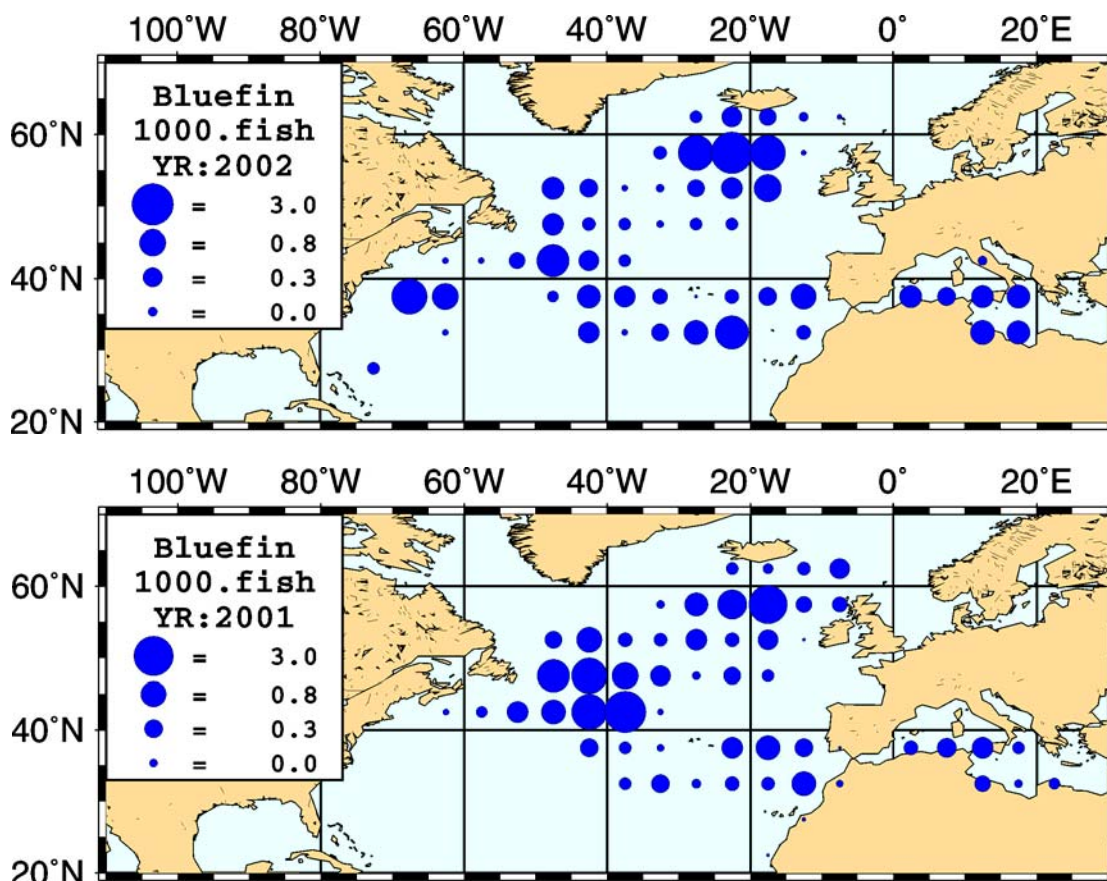 100°W 80°W 60°W 40°W 20°W 0° 20°E
60°N
40°N
20°N
Bluefin
1000.fish
YR:2002
= 3.0
= 0.8
= 0.3
= 0.0
100°W 80°W 60°W 40°W 20°W 0° 20°E
60°N
40°N
20°N
Bluefin
1000.fish
YR:2001
= 3.0
= 0.8
= 0.3
= 0.0